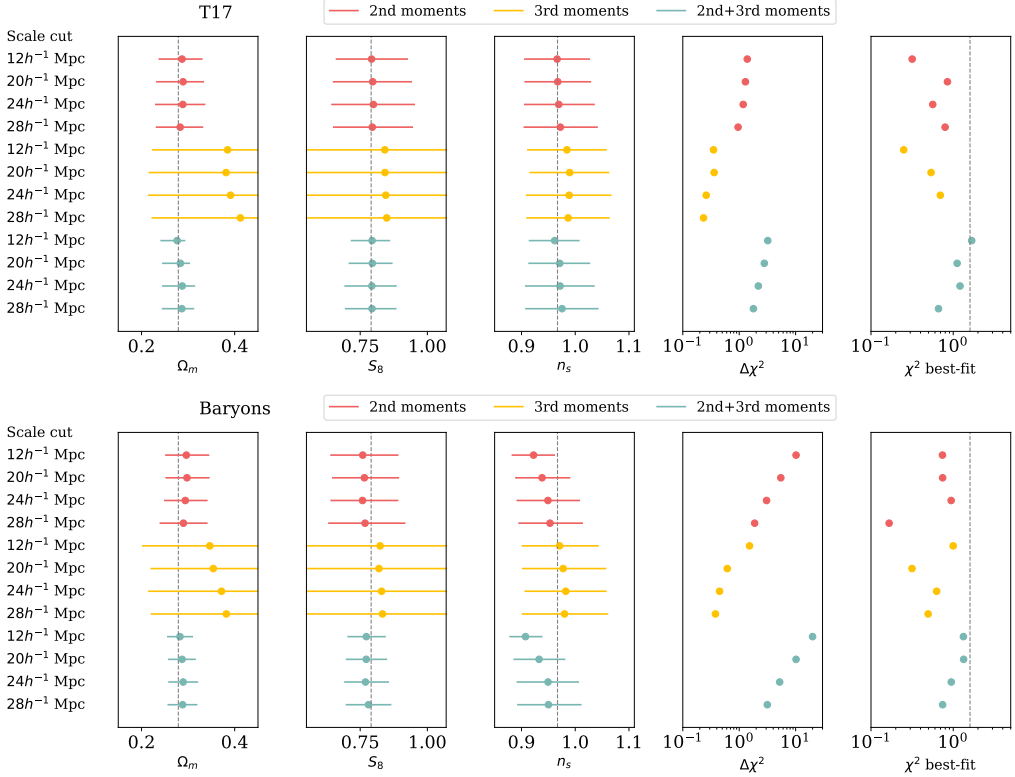 T17
2nd moments 3rd moments 2nd+3rd moments
Scale cut
12h⁻¹ Mpc
20h⁻¹ Mpc
24h⁻¹ Mpc
28h⁻¹ Mpc
12h⁻¹ Mpc
20h⁻¹ Mpc
24h⁻¹ Mpc
28h⁻¹ Mpc
12h⁻¹ Mpc
20h⁻¹ Mpc
24h⁻¹ Mpc
28h⁻¹ Mpc
0.2 0.4 0.75 1.00 0.9 1.0 1.1 10⁻¹ 10⁰ 10¹ 10⁻¹ 10⁰
Ωₘ S₈ nₛ Δχ² χ² best-fit
Baryons
2nd moments 3rd moments 2nd+3rd moments
Scale cut
12h⁻¹ Mpc
20h⁻¹ Mpc
24h⁻¹ Mpc
28h⁻¹ Mpc
12h⁻¹ Mpc
20h⁻¹ Mpc
24h⁻¹ Mpc
28h⁻¹ Mpc
12h⁻¹ Mpc
20h⁻¹ Mpc
24h⁻¹ Mpc
28h⁻¹ Mpc
0.2 0.4 0.75 1.00 0.9 1.0 1.1 10⁻¹ 10⁰ 10¹ 10⁻¹ 10⁰
Ωₘ S₈ nₛ Δχ² χ² best-fit